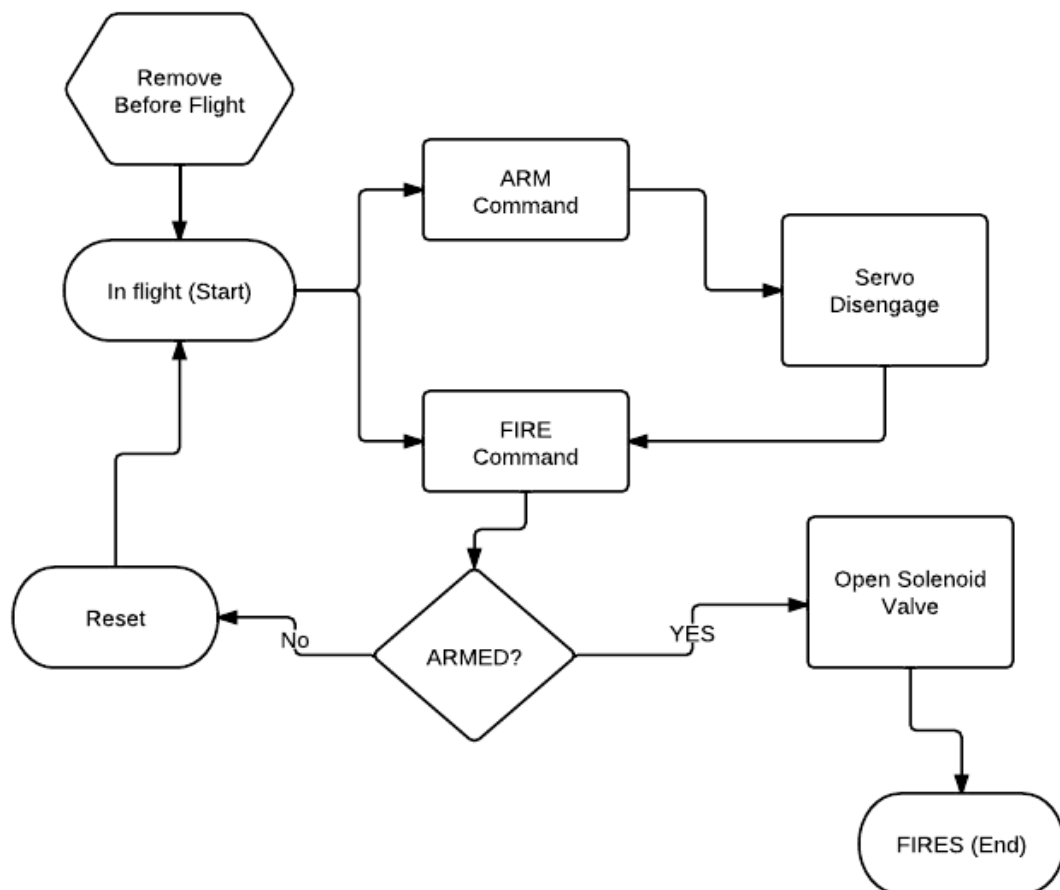 Remove
Before Flight
ARM
Command
In flight (Start)
Servo
Disengage
FIRE
Command
Open Solenoid
Valve
Reset
No
ARMED?
YES
FIRES (End)